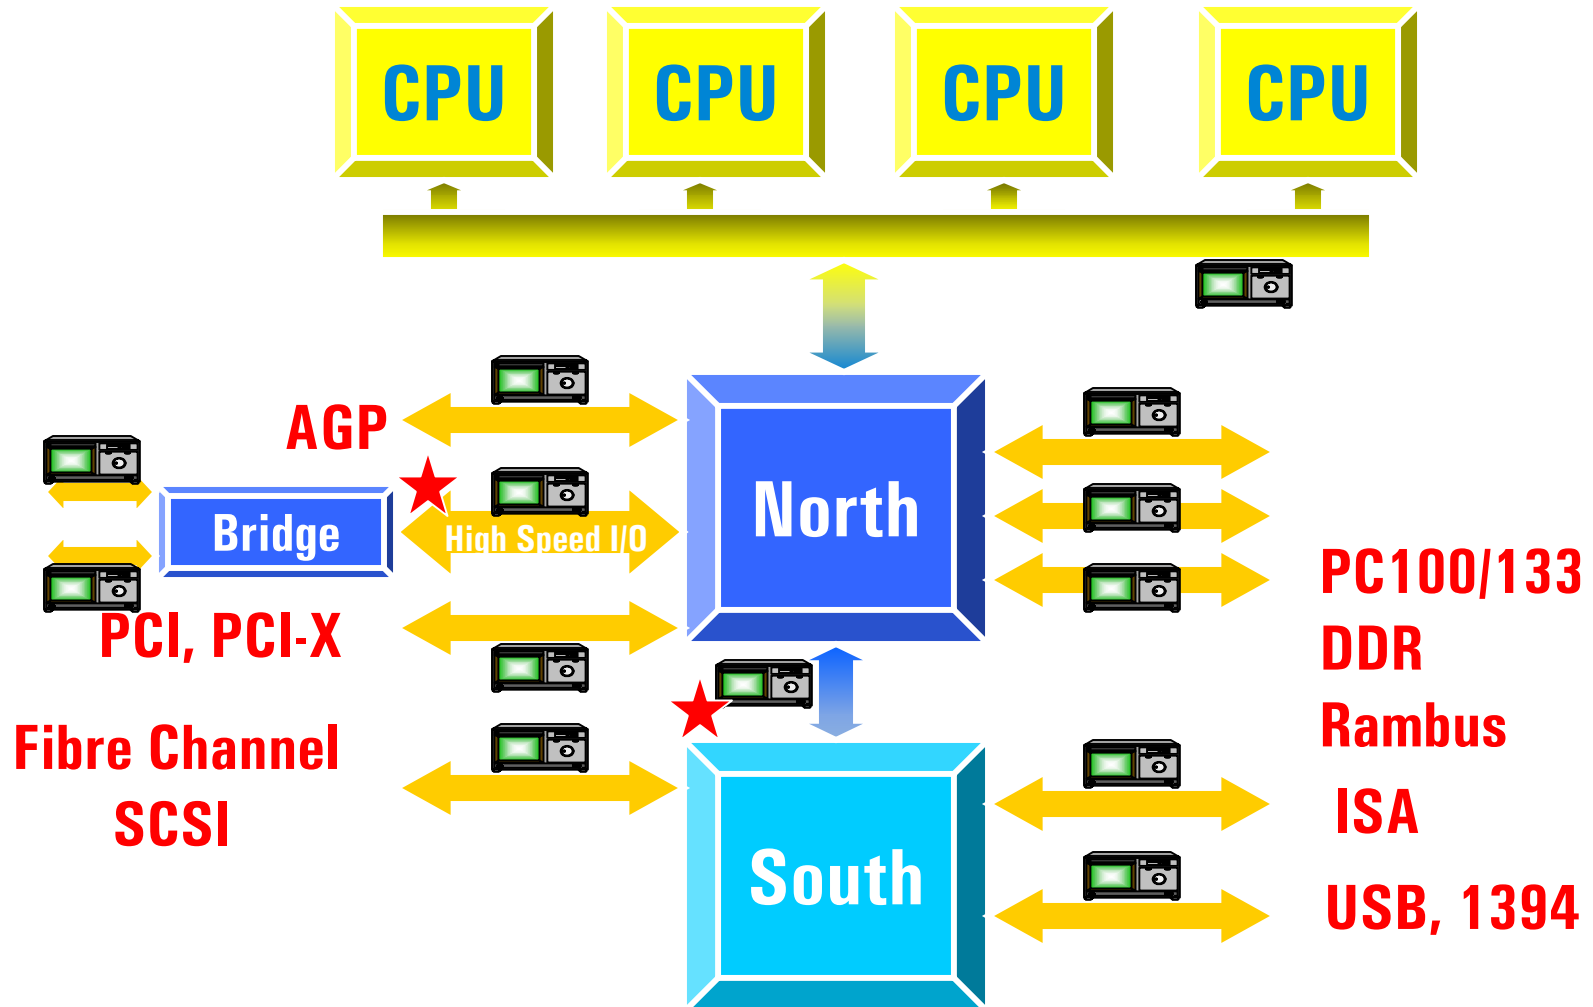 CPU
CPU
CPU
CPU
AGP
North
Bridge
High Speed I/O
PC100/133
PCI, PCI-X
DDR
Rambus
Fibre Channel
SCSI
ISA
South
USB, 1394